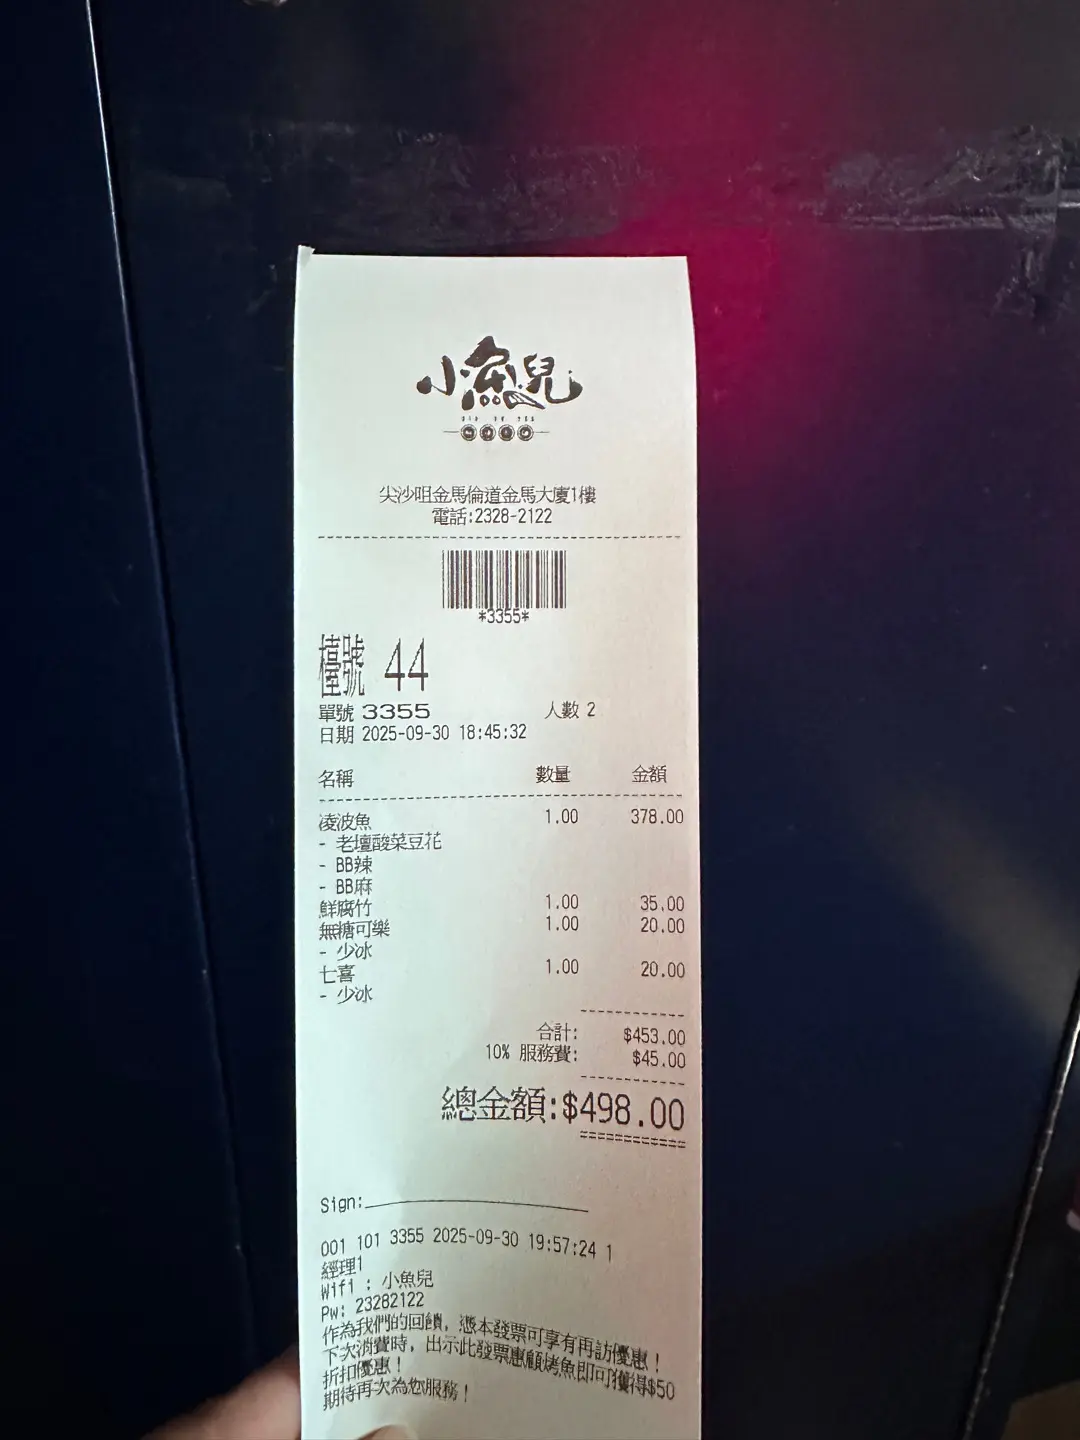 小魚兒
尖沙咀金馬倫道金馬大廈1樓
電話:2328-2122
*3355*
檯號 44
單號 3355 人數 2
日期 2025-09-30 18:45:32
名稱 數量 金額
凌波魚 1.00 378.00
- 老壇酸菜豆花
- BB辣
- BB麻
鮮腐竹 1.00 35.00
無糖可樂 1.00 20.00
- 少冰
七喜 1.00 20.00
- 少冰
合計: $453.00
10% 服務費: $45.00
總金額:$498.00
Sign:
001 101 3355 2025-09-30 19:57:24 1
經理1
Wifi : 小魚兒
Pw: 23282122
作為我們的回饋，憑本發票可享有再訪優惠！
下次消費時，出示此發票惠顧烤魚即可獲得$50
折扣優惠！
期待再次為您服務！